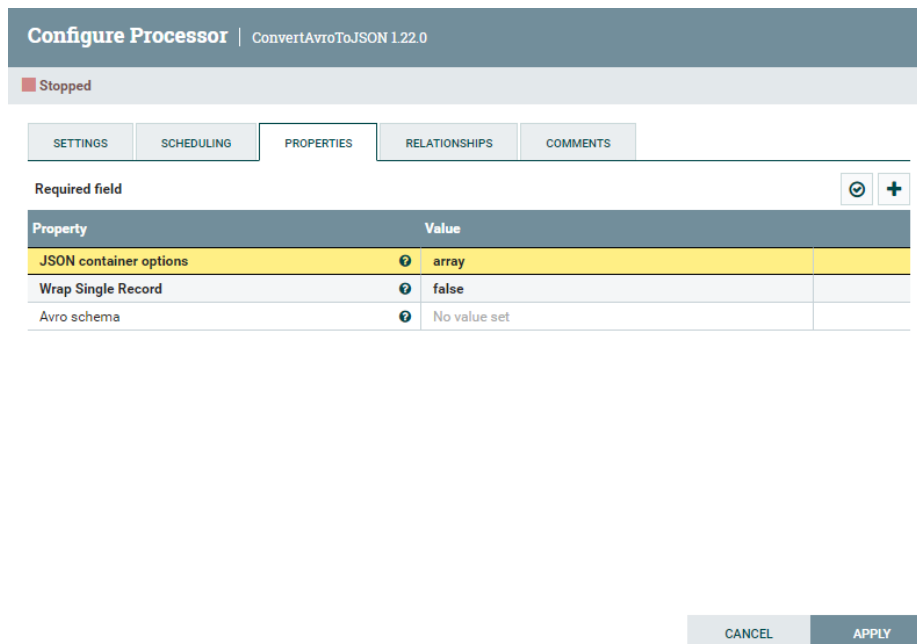 Configure Processor | ConvertAvroToJSON 1.22.0
Stopped
SETTINGS SCHEDULING PROPERTIES RELATIONSHIPS COMMENTS
Required field
Property Value
JSON container options array
Wrap Single Record false
Avro schema No value set
CANCEL APPLY